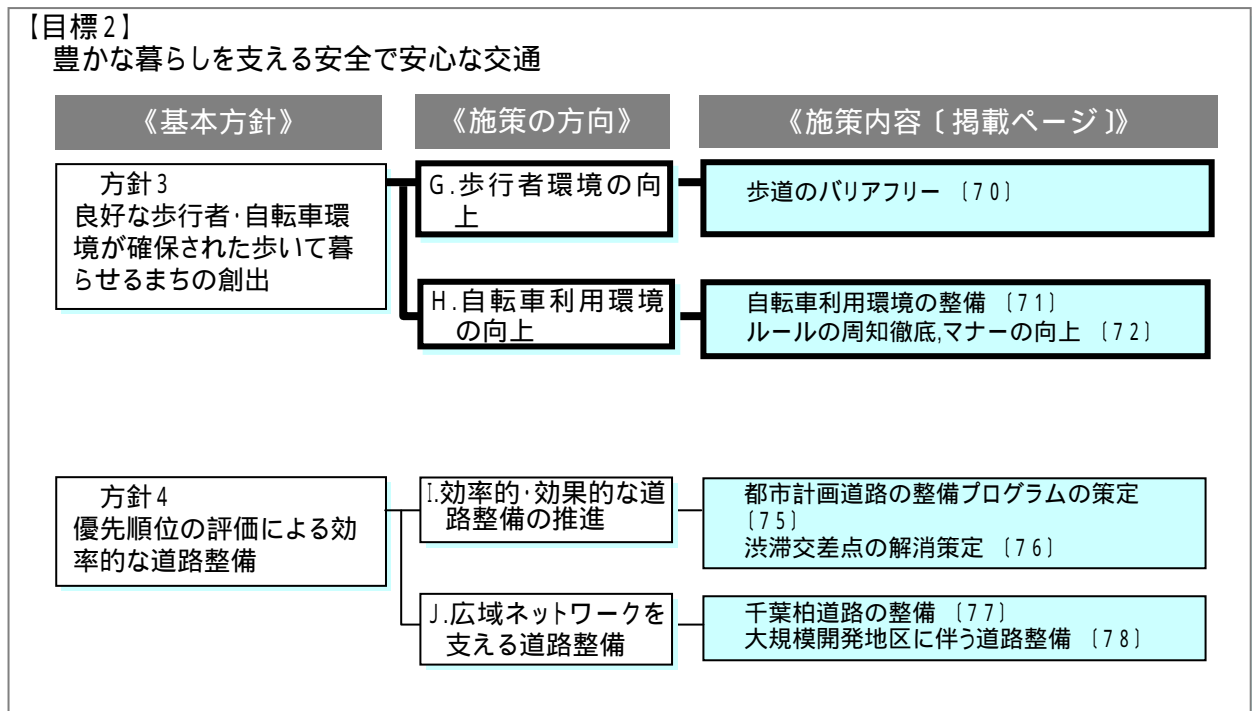 【目標2】
豊かな暮らしを支える安全で安心な交通
《基本方針》
《施策の方向》
《施策内容〔掲載ページ〕》
方針3
良好な歩行者・自転車環
境が確保された歩いて暮
らせるまちの創出
G.歩行者環境の向
上
歩道のバリアフリー 〔70〕
H.自転車利用環境
の向上
自転車利用環境の整備 〔71〕
ルールの周知徹底,マナーの向上 〔72〕
方針4
優先順位の評価による効
率的な道路整備
I.効率的・効果的な道
路整備の推進
都市計画道路の整備プログラムの策定
〔75〕
渋滞交差点の解消策定 〔76〕
J.広域ネットワークを
支える道路整備
千葉柏道路の整備 〔77〕
大規模開発地区に伴う道路整備 〔78〕